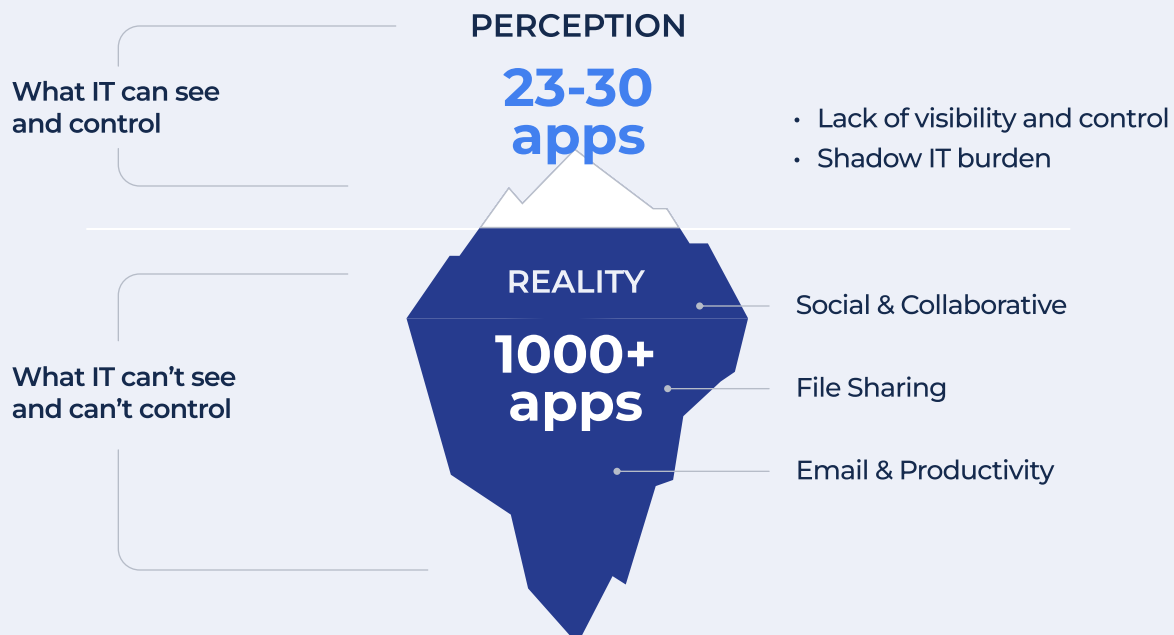 PERCEPTION
23-30
apps
What IT can see
and control
• Lack of visibility and control
• Shadow IT burden
REALITY
1000+
apps
What IT can’t see
and can’t control
Social & Collaborative
File Sharing
Email & Productivity